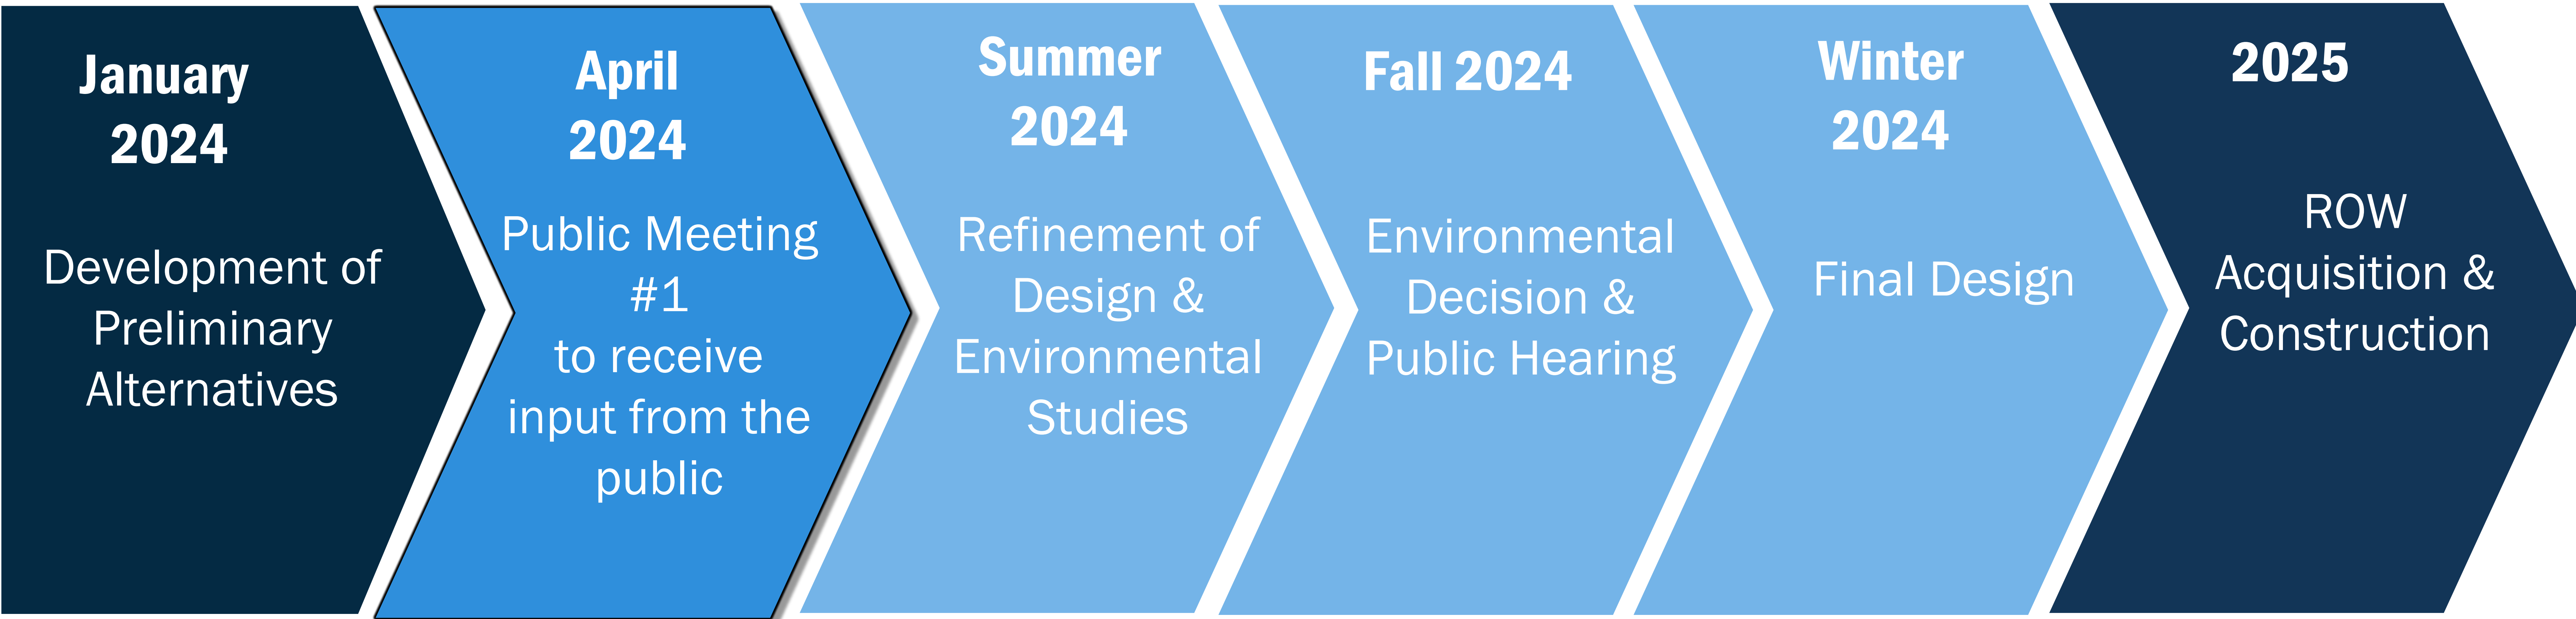 January
2024
Development of
Preliminary
Alternatives
April
2024
Public Meeting
#1
to receive
input from the
public
Summer
2024
Refinement of
Design &
Environmental
Studies
Fall 2024
Environmental
Decision &
Public Hearing
Winter
2024
Final Design
2025
ROW
Acquisition &
Construction